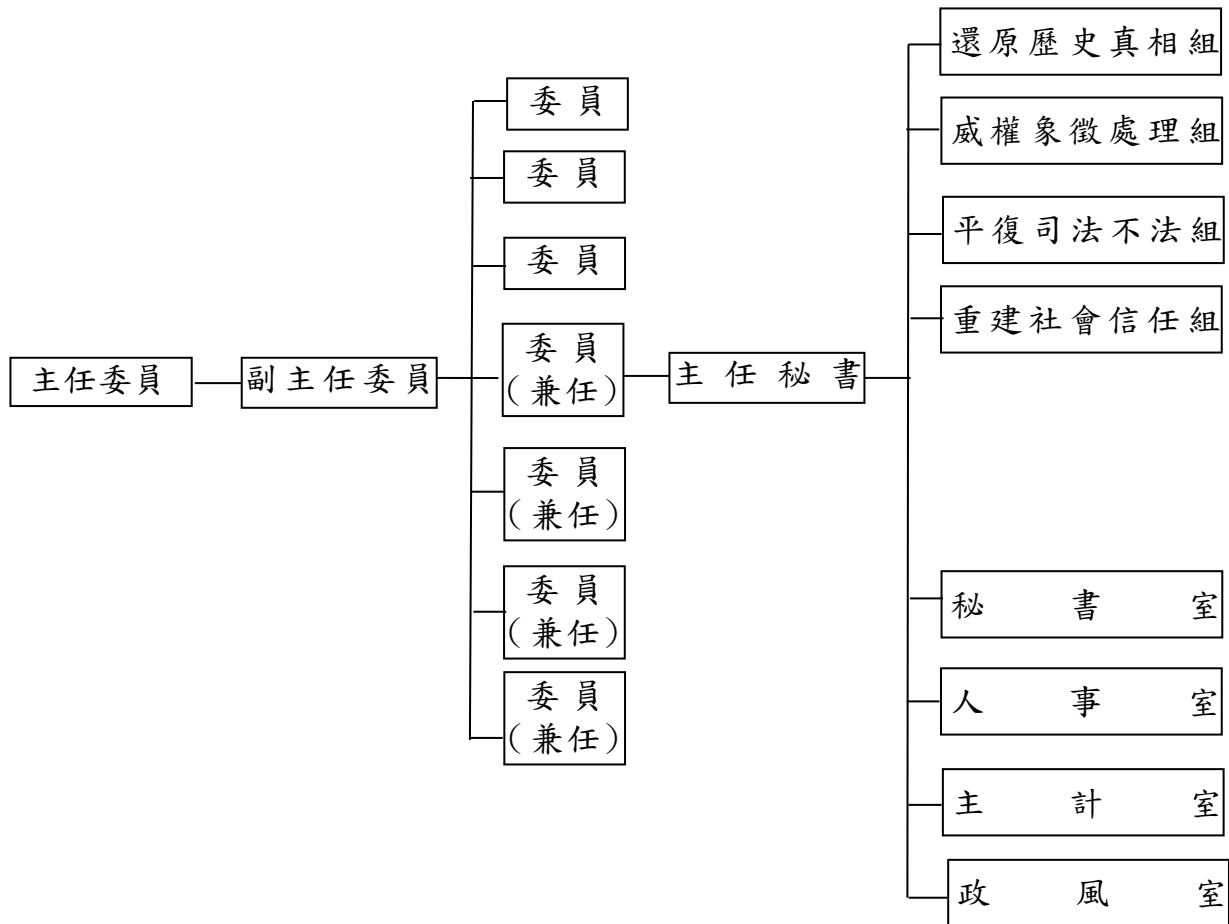 主任委員
副主任委員
委員
委員
委員
委員
（兼任）
委員
（兼任）
委員
（兼任）
委員
（兼任）
主任秘書
還原歷史真相組
威權象徵處理組
平復司法不法組
重建社會信任組
秘書室
人事室
主計室
政風室